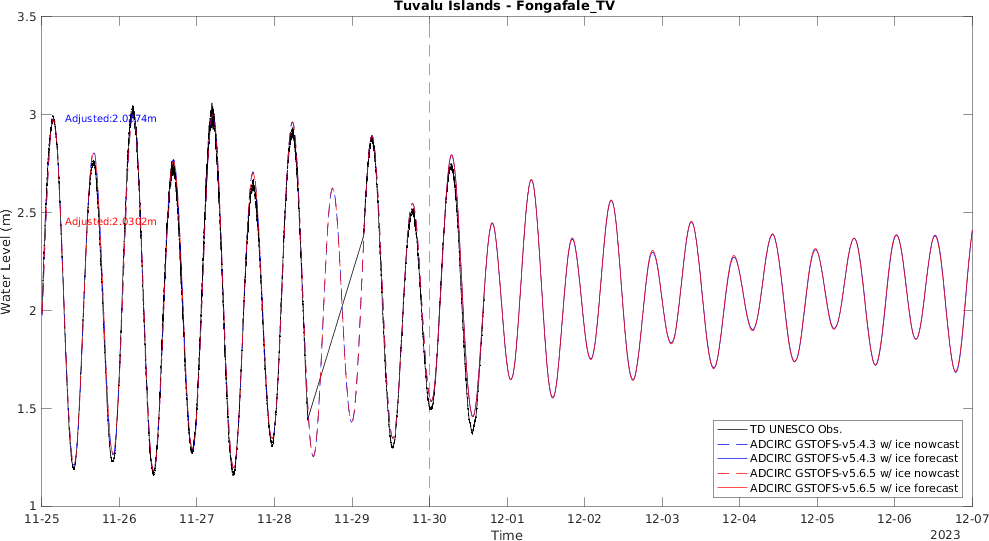 Tuvalu Islands - Fongafale_TV
3.5
3
2.5
2
1.5
1
Water Level (m)
Adjusted:2.0274m
Adjusted:2.0302m
TD UNESCO Obs.
ADCIRC GSTOFS-v5.4.3 w/ ice nowcast
ADCIRC GSTOFS-v5.4.3 w/ ice forecast
ADCIRC GSTOFS-v5.6.5 w/ ice nowcast
ADCIRC GSTOFS-v5.6.5 w/ ice forecast
11-25 11-26 11-27 11-28 11-29 11-30 12-01 12-02 12-03 12-04 12-05 12-06 12-07
Time
2023